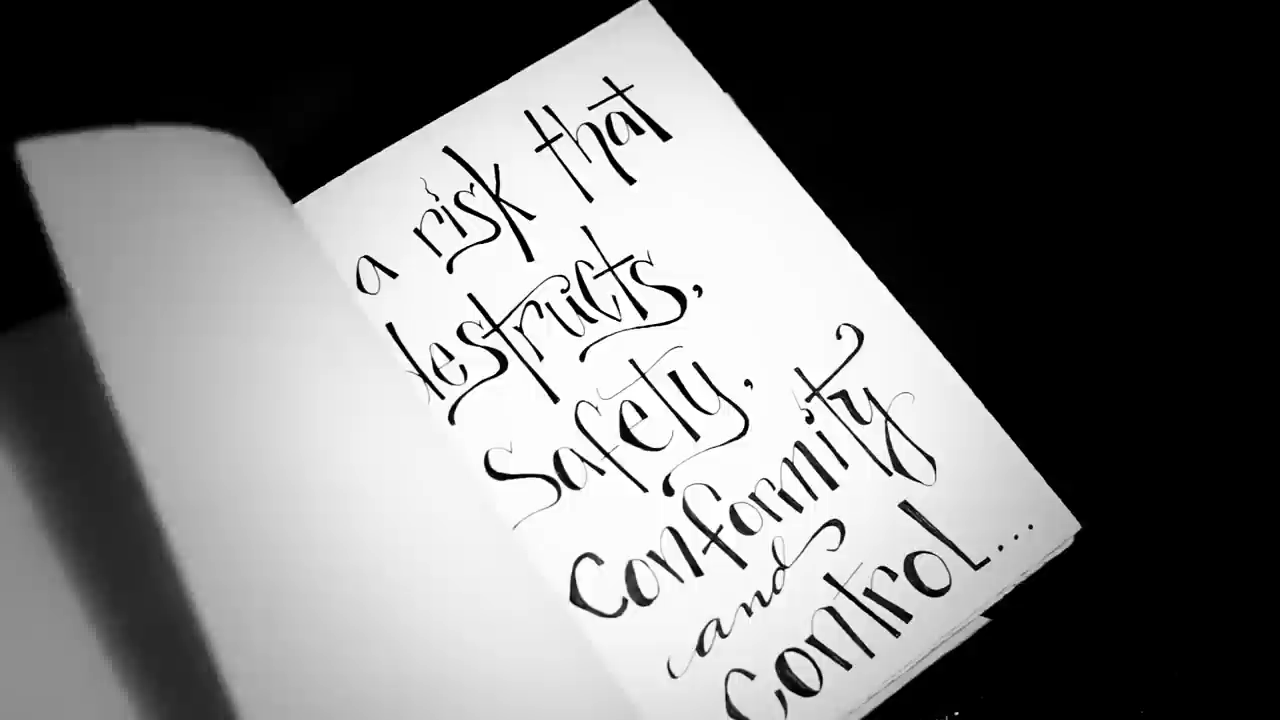 a risk that
destructs,
Safety,
Conformity
and
Control...